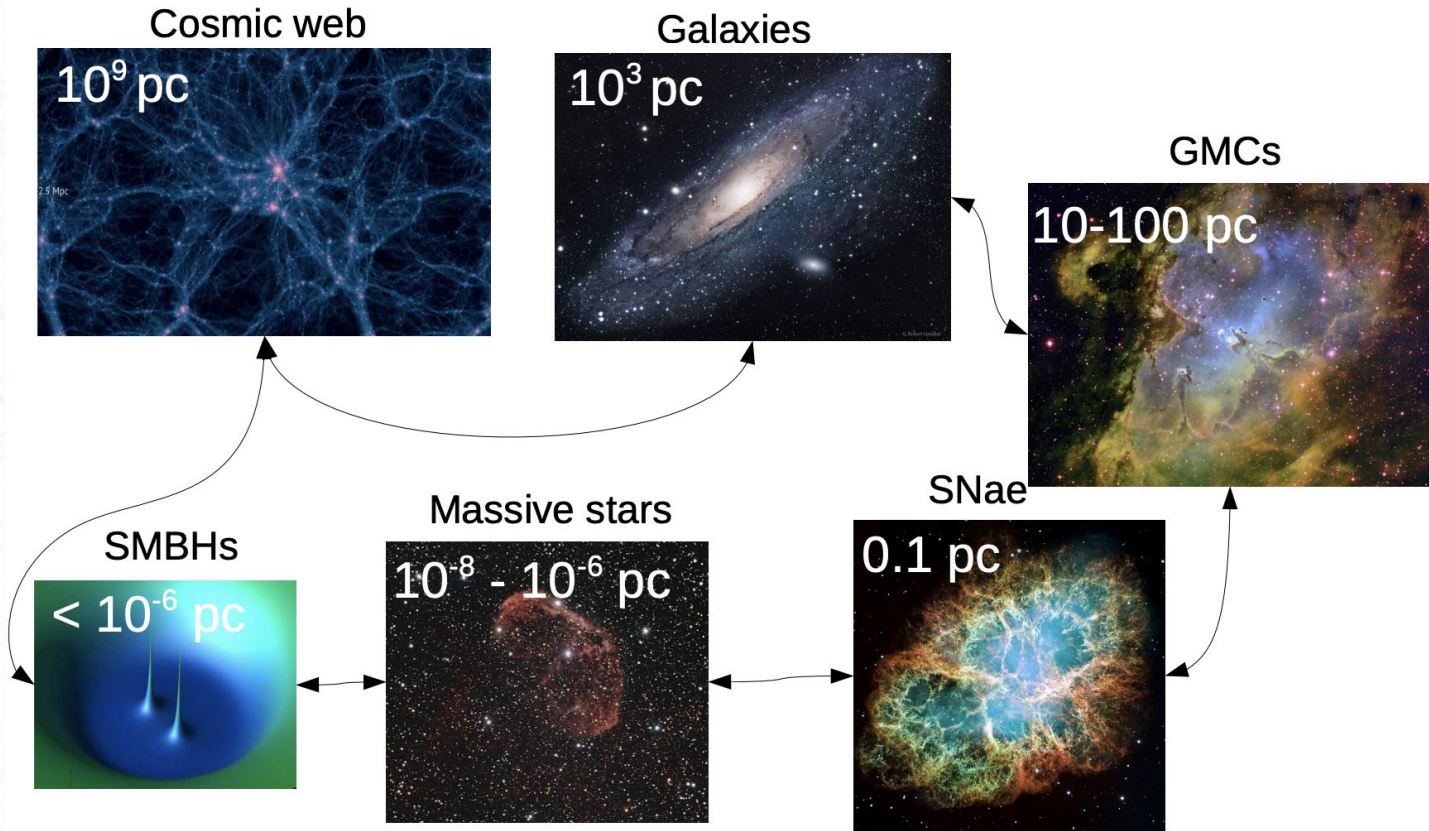 Cosmic web
10⁹ pc
2.5 Mpc
Galaxies
10³ pc
GMCs
10-100 pc
SMBHs
< 10⁻⁶ pc
Massive stars
10⁻⁸ - 10⁻⁶ pc
SNae
0.1 pc